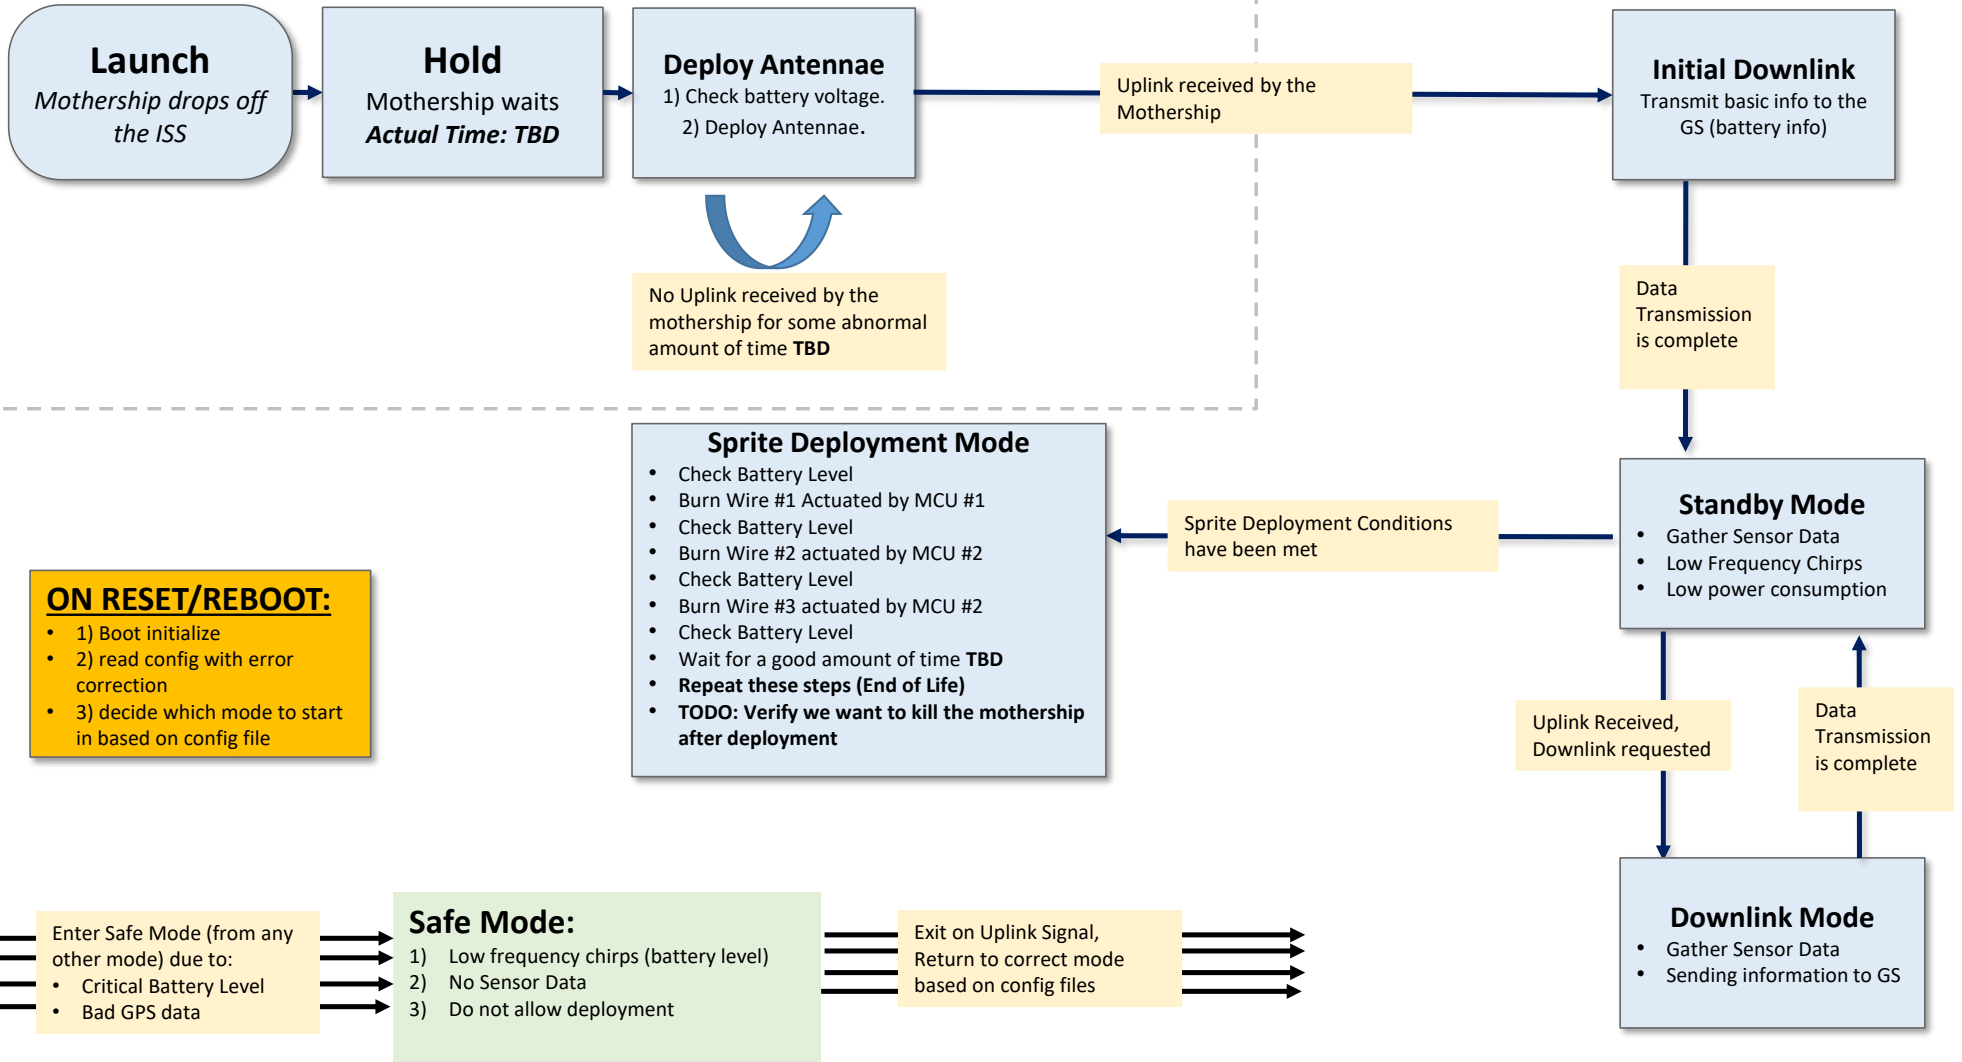 Launch
Mothership drops off
the ISS
Hold
Mothership waits
Actual Time: TBD
Deploy Antennae
1) Check battery voltage.
2) Deploy Antennae.
Uplink received by the
Mothership
Initial Downlink
Transmit basic info to the
GS (battery info)
No Uplink received by the
mothership for some abnormal
amount of time TBD
Data
Transmission
is complete
Sprite Deployment Mode
• Check Battery Level
• Burn Wire #1 Actuated by MCU #1
• Check Battery Level
• Burn Wire #2 actuated by MCU #2
• Check Battery Level
• Burn Wire #3 actuated by MCU #2
• Check Battery Level
• Wait for a good amount of time TBD
• Repeat these steps (End of Life)
• TODO: Verify we want to kill the mothership
after deployment
Sprite Deployment Conditions
have been met
Standby Mode
• Gather Sensor Data
• Low Frequency Chirps
• Low power consumption
ON RESET/REBOOT:
• 1) Boot initialize
• 2) read config with error
correction
• 3) decide which mode to start
in based on config file
Uplink Received,
Downlink requested
Data
Transmission
is complete
Downlink Mode
• Gather Sensor Data
• Sending information to GS
Enter Safe Mode (from any
other mode) due to:
• Critical Battery Level
• Bad GPS data
Safe Mode:
1) Low frequency chirps (battery level)
2) No Sensor Data
3) Do not allow deployment
Exit on Uplink Signal,
Return to correct mode
based on config files